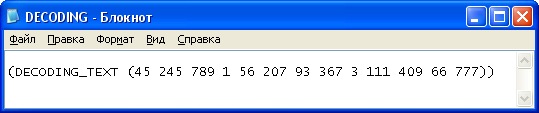 DECODING - Блокнот
Файл Правка Формат Вид Справка
(DECODING_TEXT (45 245 789 1 56 207 93 367 3 111 409 66 777))